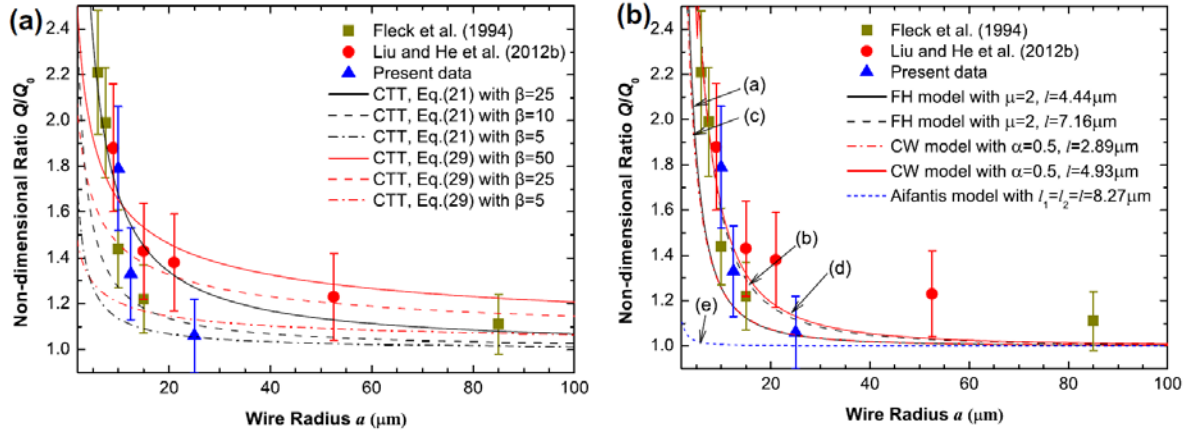 (a)
Non-dimensional Ratio Q/Q0
2.4
2.2
2.0
1.8
1.6
1.4
1.2
1.0
Fleck et al. (1994)
Liu and He et al. (2012b)
Present data
CTT, Eq.(21) with β=25
CTT, Eq.(21) with β=10
CTT, Eq.(21) with β=5
CTT, Eq.(29) with β=50
CTT, Eq.(29) with β=25
CTT, Eq.(29) with β=5
20 40 60 80 100
Wire Radius a (μm)
(b)
Non-dimensional Ratio Q/Q0
2.4
2.2
2.0
1.8
1.6
1.4
1.2
1.0
Fleck et al. (1994)
Liu and He et al. (2012b)
Present data
FH model with μ=2, l=4.44μm
FH model with μ=2, l=7.16μm
CW model with α=0.5, l=2.89μm
CW model with α=0.5, l=4.93μm
Aifantis model with l1=l2=l=8.27μm
(a)
(c)
(b)
(d)
(e)
20 40 60 80 100
Wire Radius a (μm)